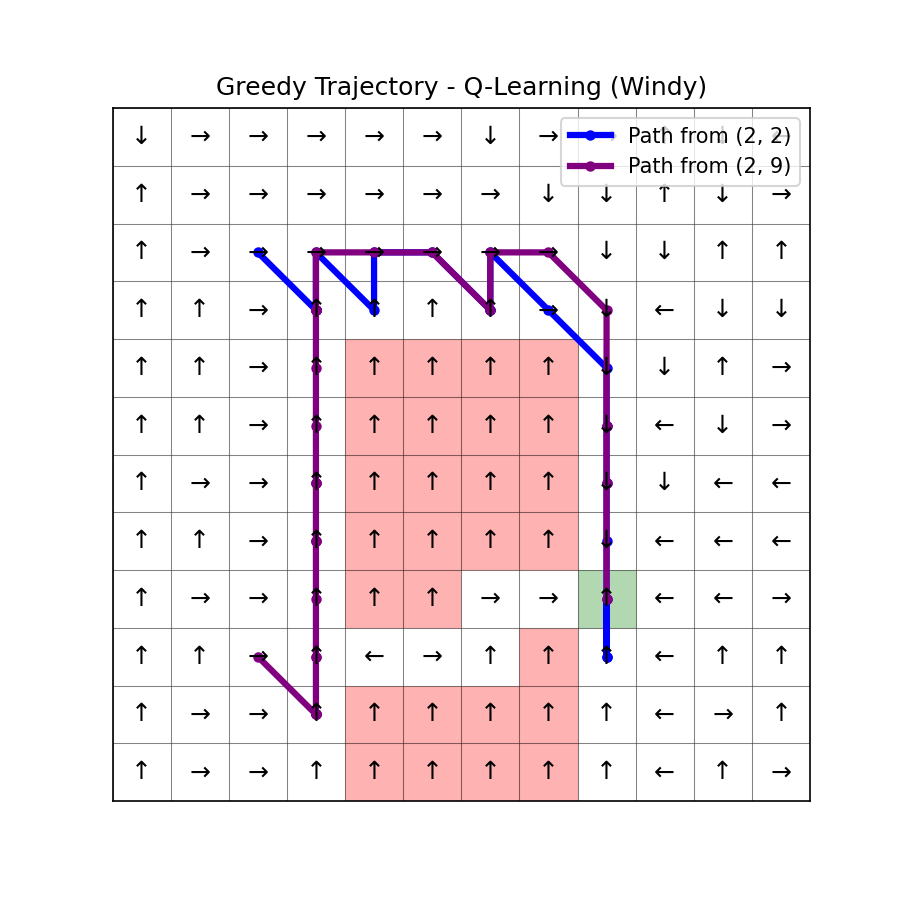 Greedy Trajectory - Q-Learning (Windy)
Path from (2, 2)
Path from (2, 9)